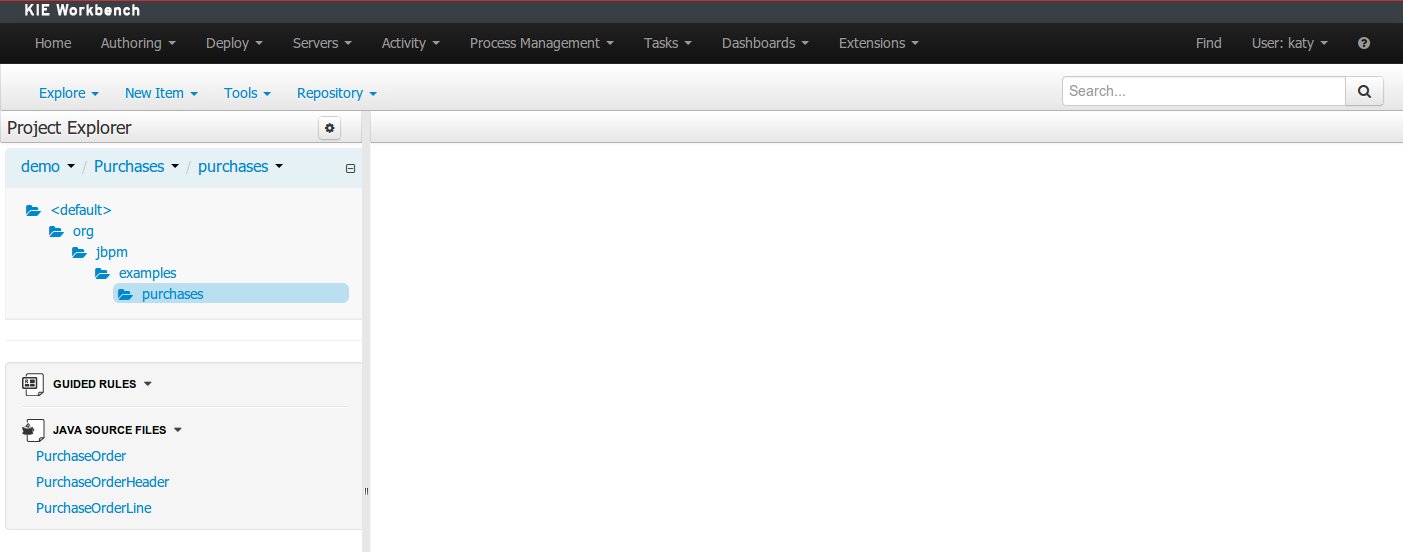 KIE Workbench
Home Authoring Deploy Servers Activity Process Management Tasks Dashboards Extensions Find User: katy
Explore New Item Tools Repository Search...
Project Explorer
demo / Purchases / purchases
<default>
org
jbpm
examples
purchases
GUIDED RULES
JAVA SOURCE FILES
PurchaseOrder
PurchaseOrderHeader
PurchaseOrderLine